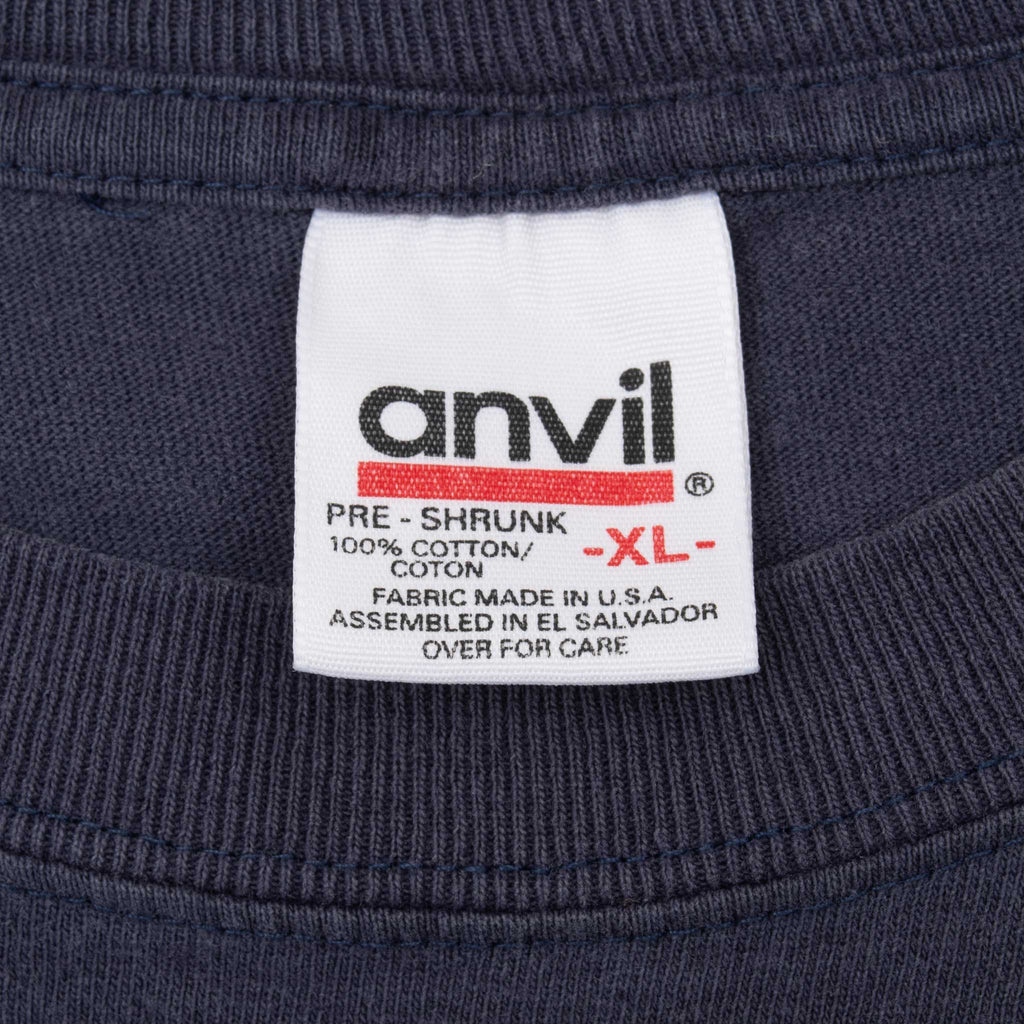 anvil®
PRE - SHRUNK
-XL-
100% COTTON/
COTON
FABRIC MADE IN U.S.A.
ASSEMBLED IN EL SALVADOR
OVER FOR CARE